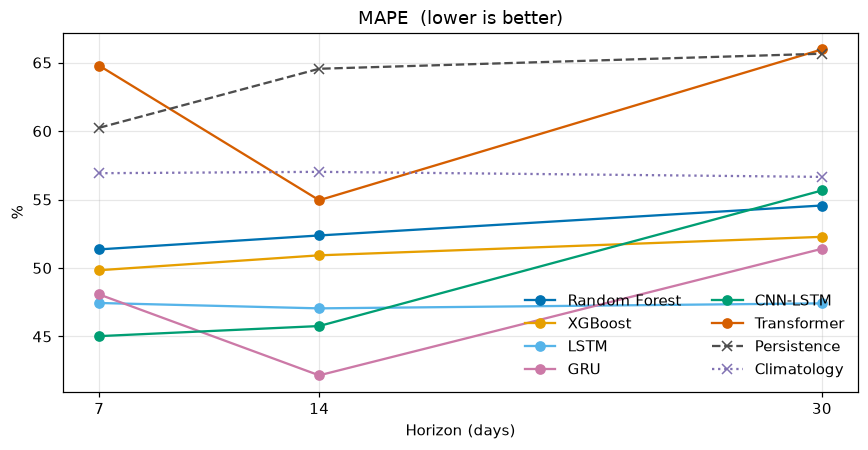 MAPE  (lower is better)
65
60
55
50
45
%
7
14
30
Horizon (days)
Random Forest
XGBoost
LSTM
GRU
CNN-LSTM
Transformer
Persistence
Climatology